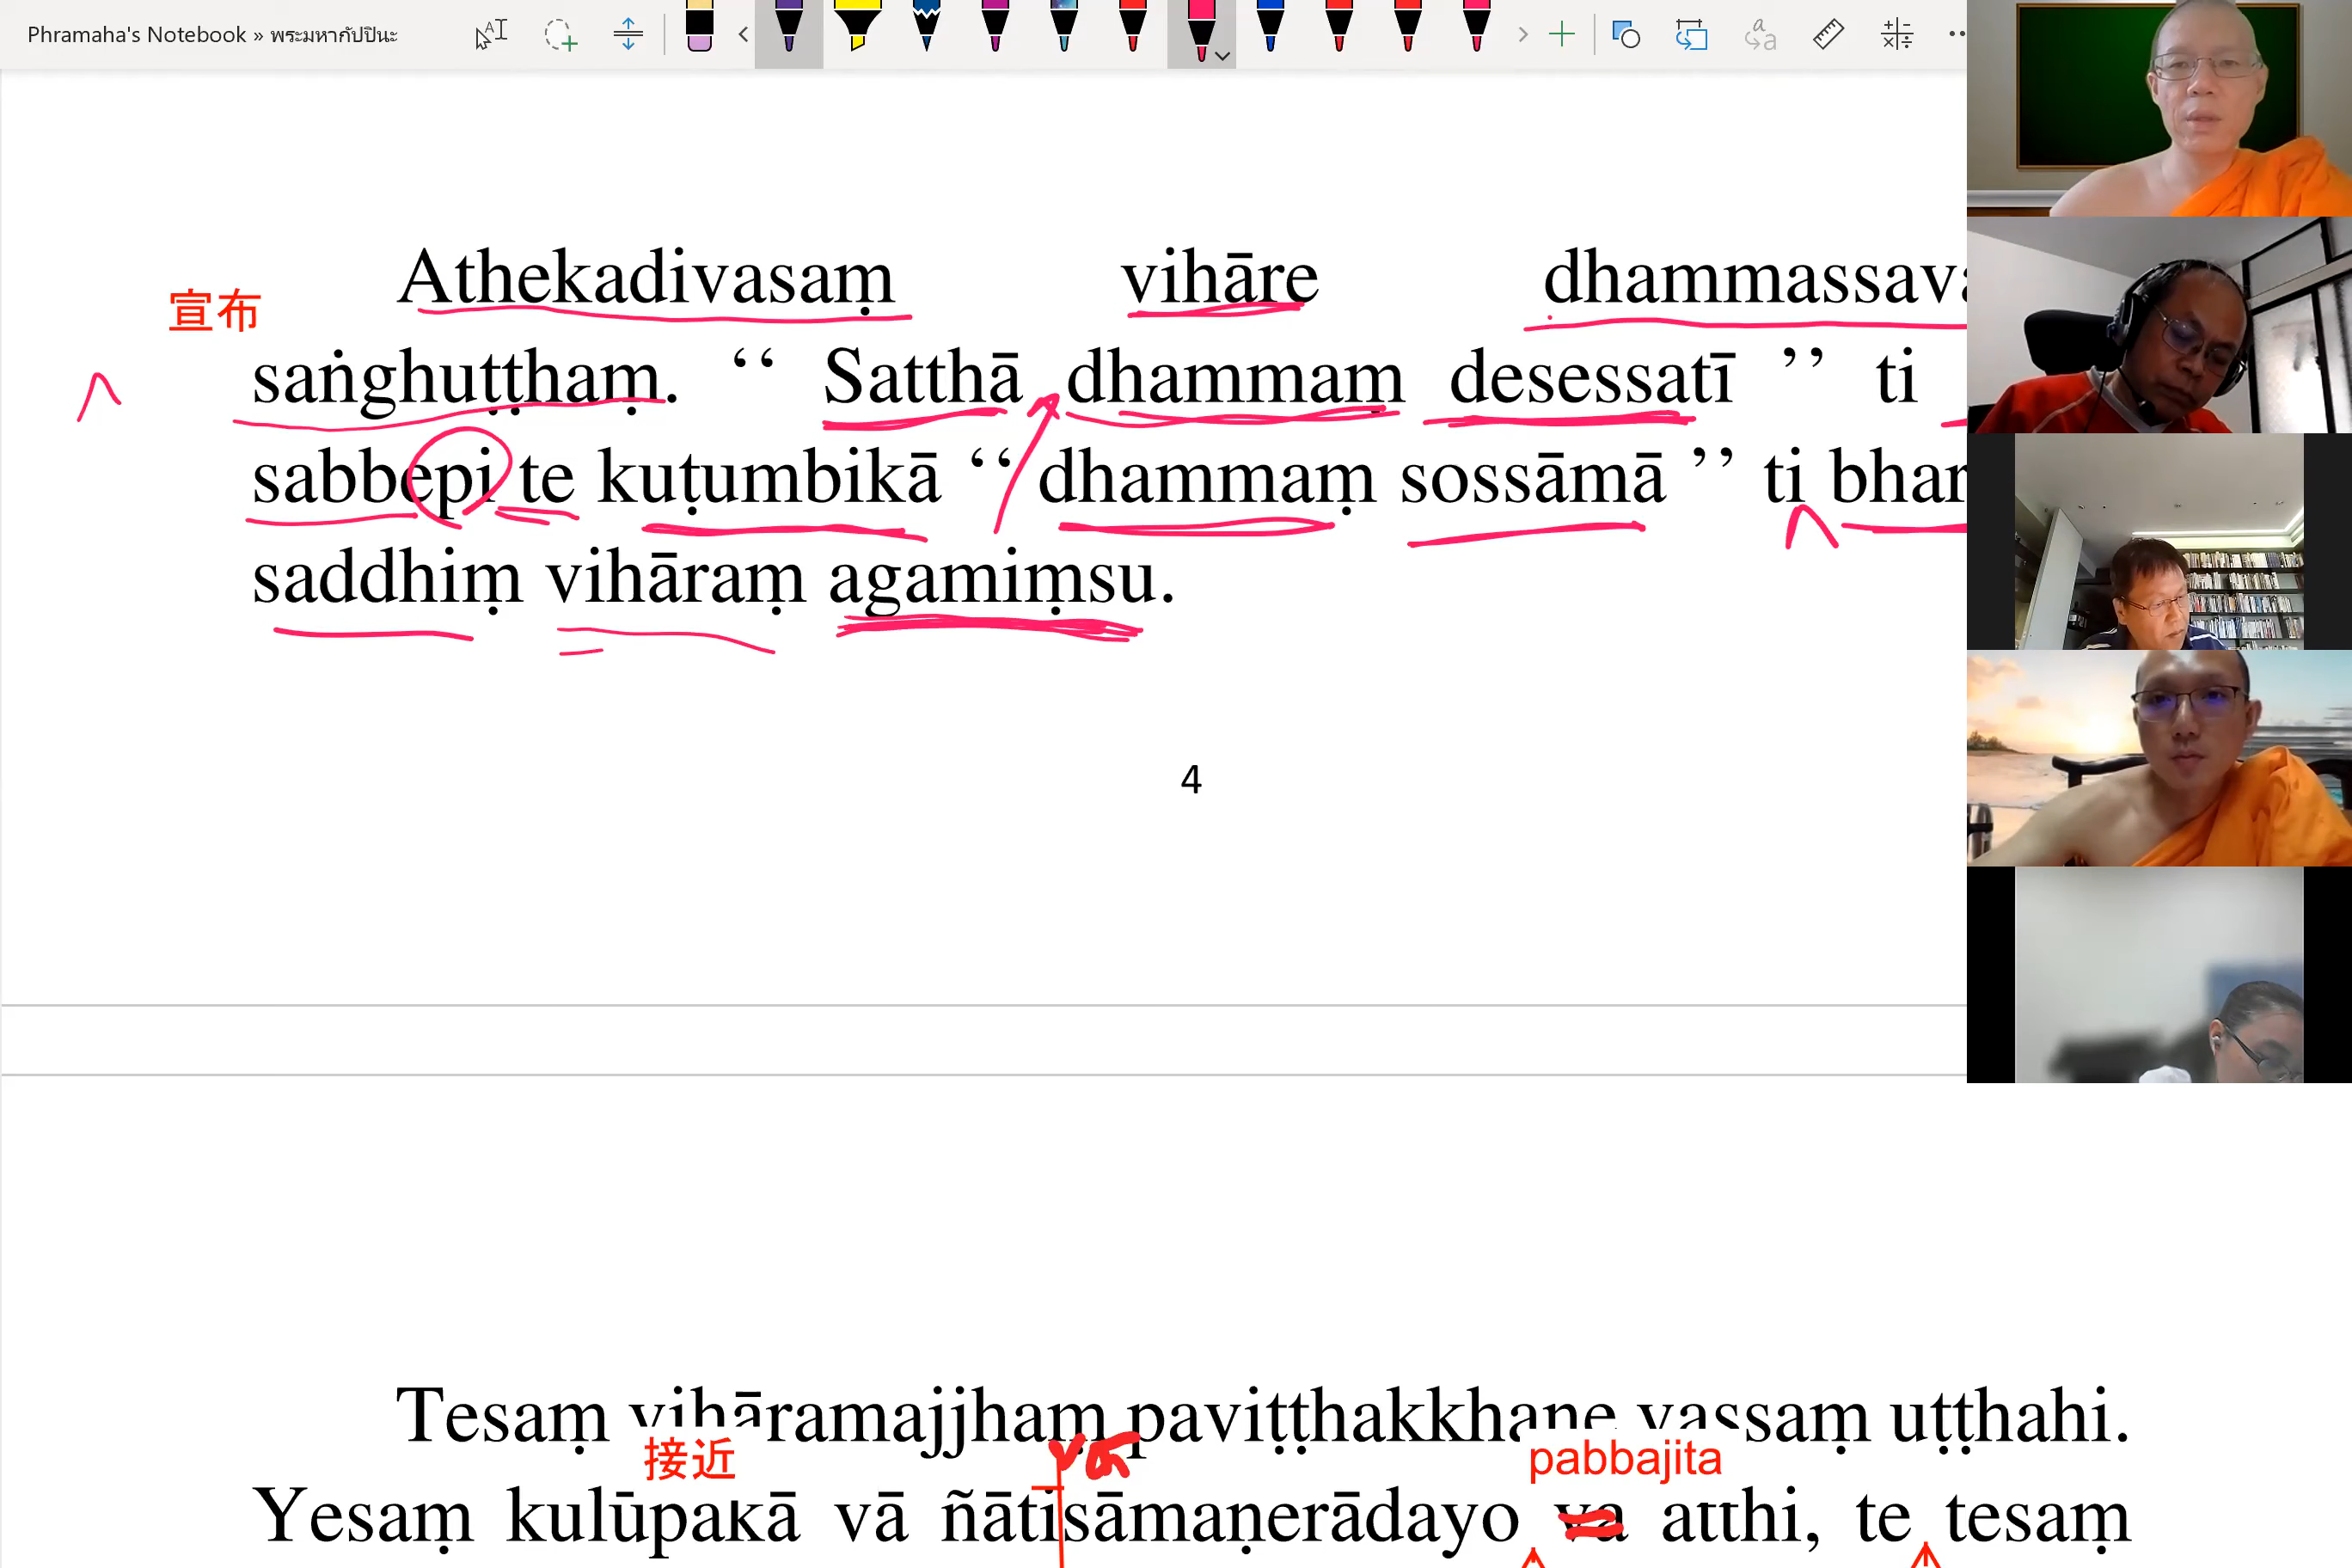 Phramaha's Notebook » พระมหากัปปินะ
Athekadivasaṃ vihāre
宣布
saṅghuṭṭhaṃ. ‘‘ Satthā dhammaṃ desessatī ’’ ti
sabbepi te kuṭumbikā ‘‘ dhammaṃ sossāmā ’’ ti
saddhiṃ vihāraṃ agamiṃsu.
4
Tesaṃ vihāramajjhaṃ paviṭṭhakkhaṇe vassaṃ uṭṭhahi.
接近 pabbajita
Yesaṃ kulūpakā vā ñātisāmaṇerādayo va atthi, te tesaṃ